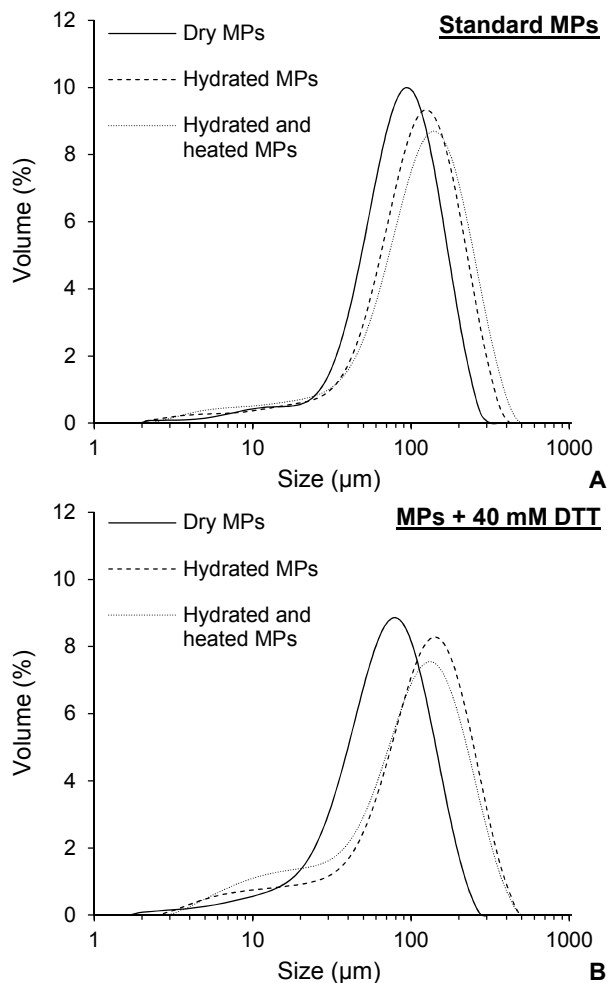 Standard MPs
Dry MPs
Hydrated MPs
Hydrated and
heated MPs
Volume (%)
12
10
8
6
4
2
0
1 10 100 1000
Size (µm)
A
MPs + 40 mM DTT
Dry MPs
Hydrated MPs
Hydrated and
heated MPs
Volume (%)
12
10
8
6
4
2
0
1 10 100 1000
Size (µm)
B